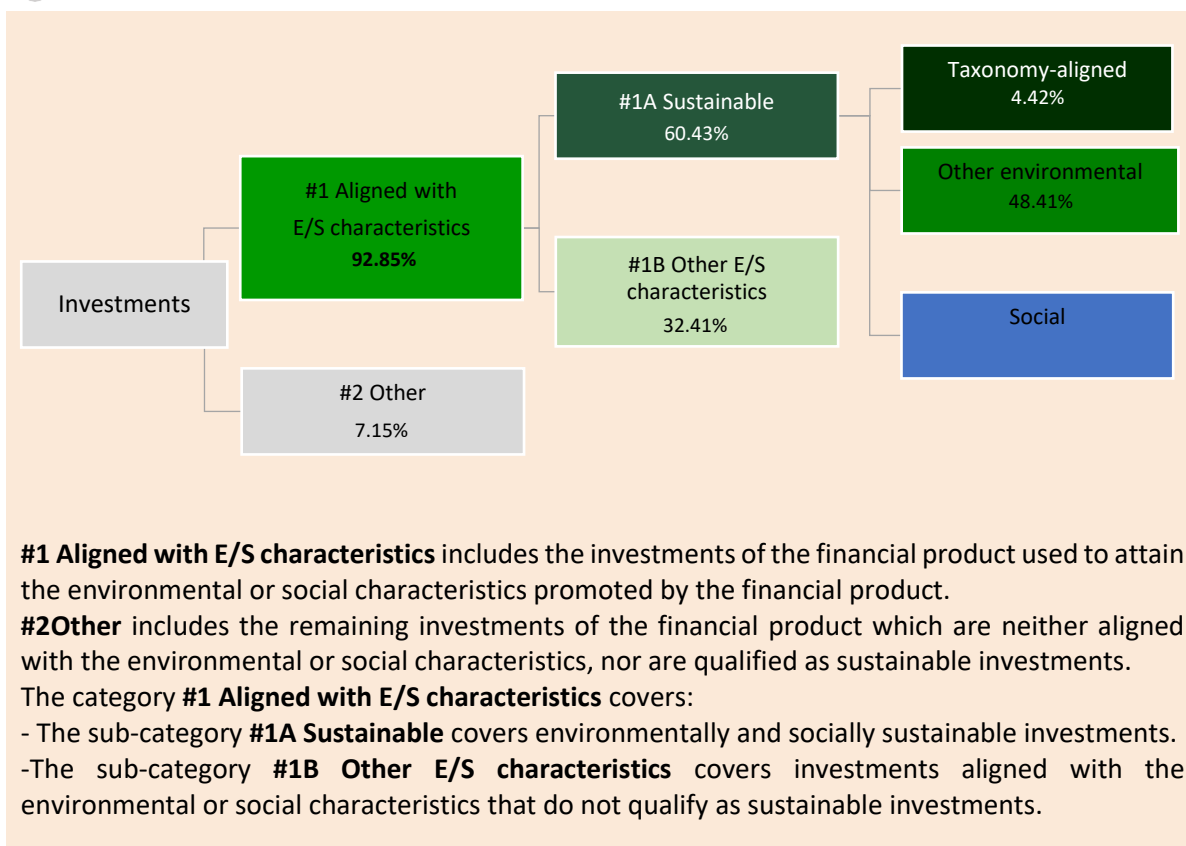 Investments
#1 Aligned with
E/S characteristics
92.85%
#2 Other
7.15%
#1A Sustainable
60.43%
#1B Other E/S
characteristics
32.41%
Taxonomy-aligned
4.42%
Other environmental
48.41%
Social
#1 Aligned with E/S characteristics includes the investments of the financial product used to attain
the environmental or social characteristics promoted by the financial product.
#2Other includes the remaining investments of the financial product which are neither aligned
with the environmental or social characteristics, nor are qualified as sustainable investments.
The category #1 Aligned with E/S characteristics covers:
- The sub-category #1A Sustainable covers environmentally and socially sustainable investments.
-The sub-category #1B Other E/S characteristics covers investments aligned with the
environmental or social characteristics that do not qualify as sustainable investments.